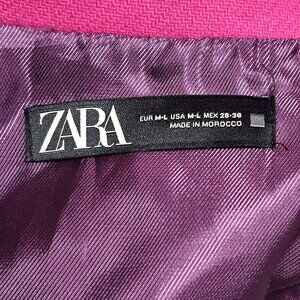 ZARA
EUR M-L USA M-L MEX 28-30
MADE IN MOROCCO